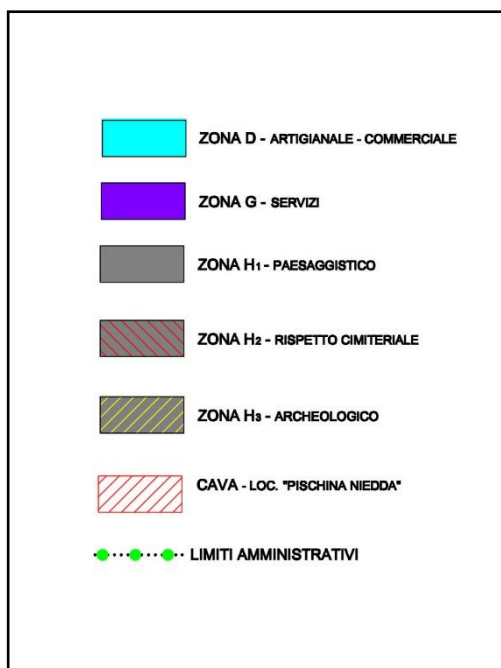 ZONA D - ARTIGIANALE - COMMERCIALE
ZONA G - SERVIZI
ZONA H1 - PAESAGGISTICO
ZONA H2 - RISPETTO CIMITERIALE
ZONA H3 - ARCHEOLOGICO
CAVA - LOC. "PISCHINA NIEDDA"
LIMITI AMMINISTRATIVI